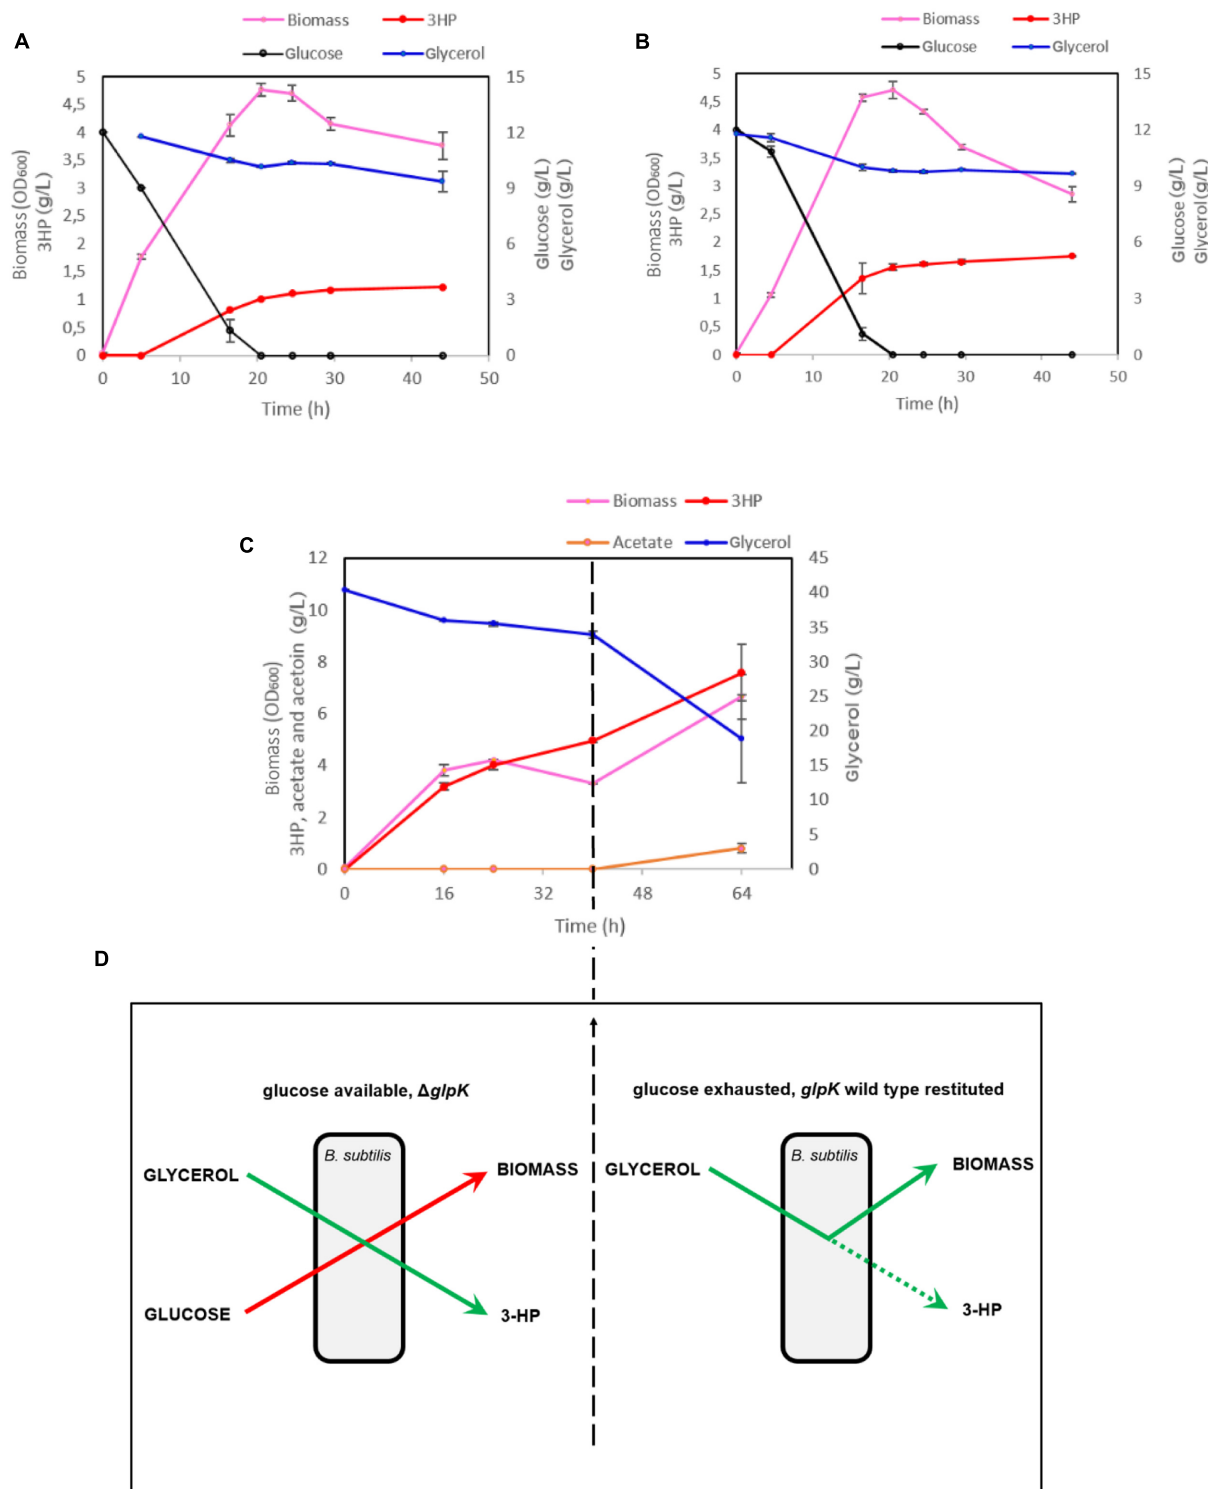 A
Biomass 3HP
Glucose Glycerol
5 4,5 4 3,5 3 2,5 2 1,5 1 0,5 0
Biomass (OD600)
3HP (g/L)
15 12 9 6 3 0
Glucose (g/L)
Glycerol (g/L)
0 10 20 30 40 50
Time (h)
B
Biomass 3HP
Glucose Glycerol
5 4,5 4 3,5 3 2,5 2 1,5 1 0,5 0
Biomass (OD600)
3HP (g/L)
15 12 9 6 3 0
Glucose (g/L)
Glycerol (g/L)
0 10 20 30 40 50
Time (h)
C
Biomass 3HP
Acetate Glycerol
12 10 8 6 4 2 0
Biomass (OD600)
3HP, acetate and acetoin (g/L)
45 40 35 30 25 20 15 10 5 0
Glycerol (g/L)
0 16 32 48 64
Time (h)
D
glucose available, ΔglpK
B. subtilis
GLYCEROL BIOMASS
GLUCOSE 3-HP
glucose exhausted, glpK wild type restituted
B. subtilis
GLYCEROL BIOMASS
3-HP